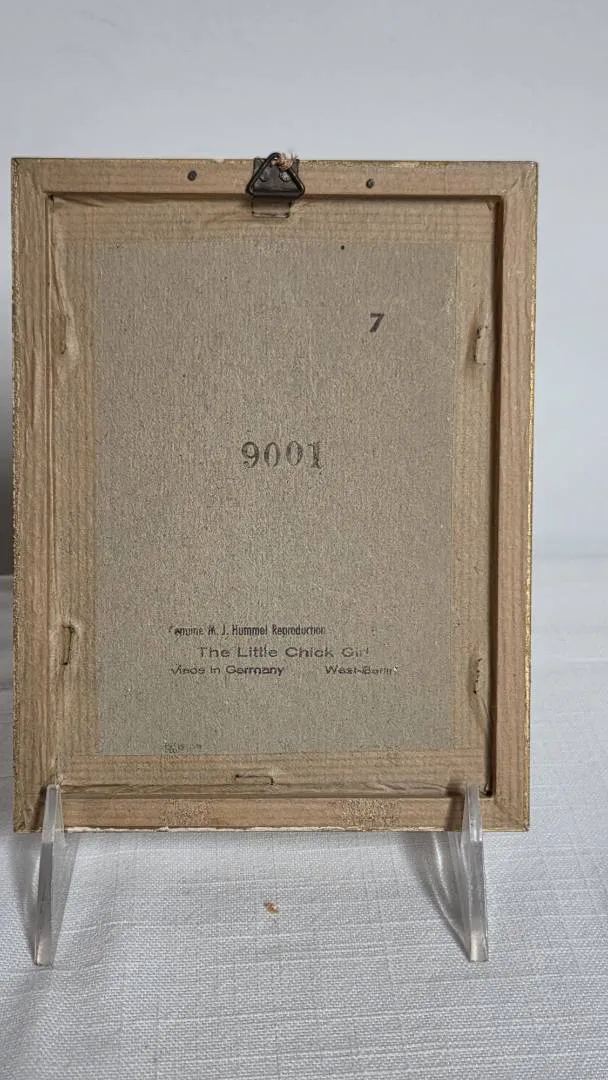 7
9001
Genuine M. J. Hummel Reproduction
The Little Chick Girl
Made in Germany West-Berlin